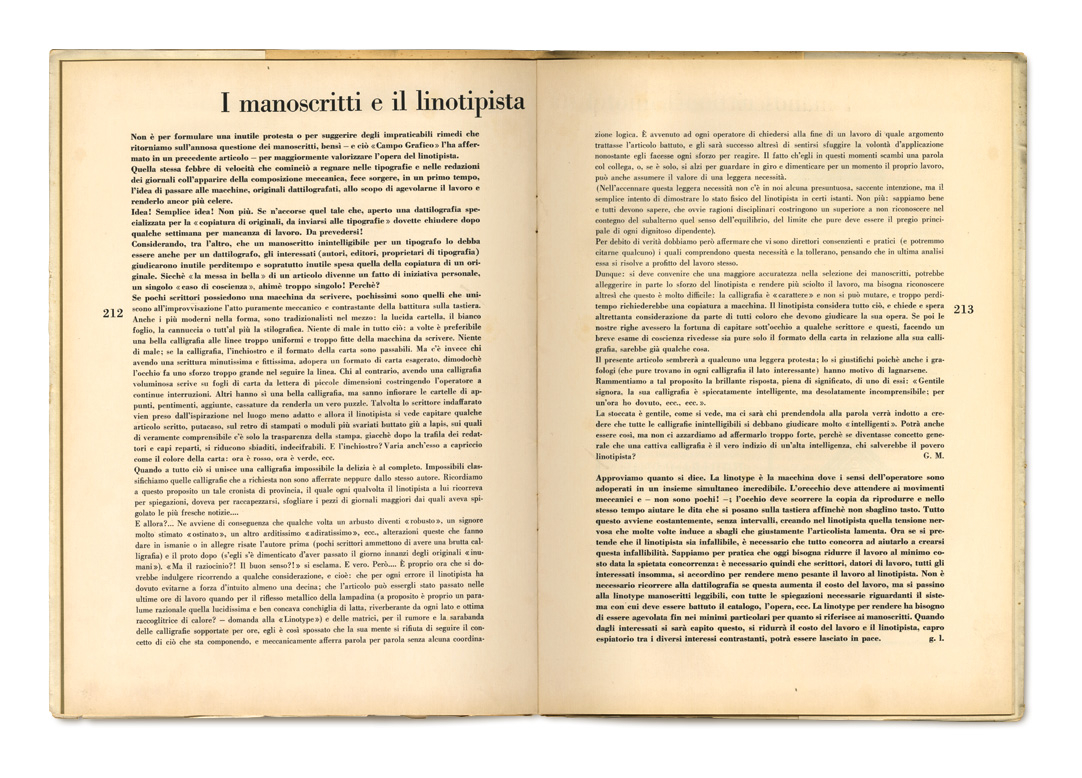 I manoscritti e il linotipista
Non è per formulare una inutile protesta o per suggerire degli impraticabili rimedi che
ritorniamo sull'annosa questione dei manoscritti, bensì – e ciò «Campo Grafico» l'ha affer-
mato in un precedente articolo – per maggiormente valorizzare l'opera del linotipista.
Quella stessa febbre di velocità che cominciò a regnare nelle tipografie e nelle redazioni
dei giornali coll'apparire della composizione meccanica, fece sorgere, in un primo tempo,
l'idea di passare alle macchine, originali dattilografati, allo scopo di agevolarne il lavoro e
renderlo ancor più celere.
Idea! Semplice idea! Non più. Se n'accorse quel tale che, aperto una dattilografia spe-
cializzata per la «copiatura di originali, da inviarsi alle tipografie» dovette chiudere dopo
qualche settimana per mancanza di lavoro. Da prevedersi!
Considerando, tra l'altro, che un manoscritto inintelligibile per un tipografo lo debba
essere anche per un dattilografo, gli interessati (autori, editori, proprietari di tipografia)
giudicarono inutile perditempo e sopratutto inutile spesa quella della copiatura di un ori-
ginale. Sicchè «la messa in bella» di un articolo divenne un fatto di iniziativa personale,
un singolo «caso di coscienza», ahimè troppo singolo! Perchè?
Se pochi scrittori possiedono una macchina da scrivere, pochissimi sono quelli che uni-
scono all'improvvisazione l'atto puramente meccanico e contrastante della battitura sulla tastiera.
Anche i più moderni nella forma, sono tradizionalisti nel mezzo: la lucida cartella, il bianco
foglio, la cannuccia o tutt'al più la stilografica. Niente di male in tutto ciò: a volte è preferibile
una bella calligrafia alle linee troppo uniformi e troppo fitte della macchina da scrivere. Niente
di male; se la calligrafia, l'inchiostro e il formato della carta sono passabili. Ma c'è invece chi
avendo una scrittura minutissima e fittissima, adopera un formato di carta esagerato, dimodochè
l'occhio fa uno sforzo troppo grande nel seguire la linea. Chi al contrario, avendo una calligrafia
voluminosa scrive su fogli di carta da lettera di piccole dimensioni costringendo l'operatore a
continue interruzioni. Altri hanno sì una bella calligrafia, ma sanno infiorare le cartelle di ap-
punti, pentimenti, aggiunte, cassature da renderla un vero puzzle. Talvolta lo scrittore indaffarato
vien preso dall'ispirazione nel luogo meno adatto e allora il linotipista si vede capitare qualche
articolo scritto, putacaso, sul retro di stampati o moduli più svariati buttato giù a lapis, sui quali
di veramente comprensibile c'è solo la trasparenza della stampa, giacchè dopo la trafila dei redat-
tori e capi reparti, si riducono sbiaditi, indecifrabili. E l'inchiostro? Varia anch'esso a capriccio
come il colore della carta: ora è rosso, ora è verde, ecc.
Quando a tutto ciò si unisce una calligrafia impossibile la delizia è al completo. Impossibili clas-
sifichiamo quelle calligrafie che a richiesta non sono afferrate neppure dallo stesso autore. Ricordiamo
a questo proposito un tale cronista di provincia, il quale ogni qualvolta il linotipista a lui ricorreva
per spiegazioni, doveva per raccapezzarsi, sfogliare i pezzi di giornali maggiori dai quali aveva spi-
golato le più fresche notizie....
E allora?... Ne avviene di conseguenza che qualche volta un arbusto diventi «robusto», un signore
molto stimato «ostinato», un altro arditissimo «adiratissimo», ecc., alterazioni queste che fanno
dare in ismanie o in allegre risate l'autore prima (pochi scrittori ammettono di avere una brutta cal-
ligrafia) e il proto dopo (s'egli s'è dimenticato d'aver passato il giorno innanzi degli originali «inu-
mani»). «Ma il raziocinio?! Il buon senso?!» si esclama. E vero. Però.... È proprio ora che si do-
vrebbe indulgere ricorrendo a qualche considerazione, e cioè: che per ogni errore il linotipista ha
dovuto evitarne a forza d'intuito almeno una decina; che l'articolo può essergli stato passato nelle
ultime ore di lavoro quando per il riflesso metallico della lampadina (a proposito è proprio un para-
lume razionale quella lucidissima e ben concava conchiglia di latta, riverberante da ogni lato e ottima
raccoglitrice di calore? – domanda alla «Linotype») e delle matrici, per il rumore e la sarabanda
delle calligrafie sopportate per ore, egli è così spossato che la sua mente si rifiuta di seguire il con-
cetto di ciò che sta componendo, e meccanicamente afferra parola per parola senza alcuna coordina-
212
zione logica. È avvenuto ad ogni operatore di chiedersi alla fine di un lavoro di quale argomento
trattasse l'articolo battuto, e gli sarà successo altresì di sentirsi sfuggire la volontà d'applicazione
nonostante egli facesse ogni sforzo per reagire. Il fatto ch'egli in questi momenti scambi una parola
col collega, o, se è solo, si alzi per guardare in giro e dimenticare per un momento il proprio lavoro,
può anche assumere il valore di una leggera necessità.
(Nell'accennare questa leggera necessità non c'è in noi alcuna presuntuosa, saccente intenzione, ma il
semplice intento di dimostrare lo stato fisico del linotipista in certi istanti. Non più: sappiamo bene
e tutti devono sapere, che ovvie ragioni disciplinari costringono un superiore a non riconoscere nel
contegno del subalterno quel senso dell'equilibrio, del limite che pure deve essere il pregio princi-
pale di ogni dignitoso dipendente).
Per debito di verità dobbiamo però affermare che vi sono direttori consenzienti e pratici (e potremmo
citarne qualcuno) i quali comprendono questa necessità e la tollerano, pensando che in ultima analisi
essa si risolve a profitto del lavoro stesso.
Dunque: si deve convenire che una maggiore accuratezza nella selezione dei manoscritti, potrebbe
alleggerire in parte lo sforzo del linotipista e rendere più sciolto il lavoro, ma bisogna riconoscere
altresì che questo è molto difficile: la calligrafia è «carattere» e non si può mutare, e troppo perdi-
tempo richiederebbe una copiatura a macchina. Il linotipista considera tutto ciò, e chiede e spera
altrettanta considerazione da parte di tutti coloro che devono giudicare la sua opera. Se poi le
nostre righe avessero la fortuna di capitare sott'occhio a qualche scrittore e questi, facendo un
breve esame di coscienza rivedesse sia pure solo il formato della carta in relazione alla sua calli-
grafia, sarebbe già qualche cosa.
Il presente articolo sembrerà a qualcuno una leggera protesta; lo si giustifichi poichè anche i gra-
fologi (che pure trovano in ogni calligrafia il lato interessante) hanno motivo di lagnarsene.
Rammentiamo a tal proposito la brillante risposta, piena di significato, di uno di essi: «Gentile
signora, la sua calligrafia è spiccatamente intelligente, ma desolatamente incomprensibile; per
un'ora ho dovuto, ecc., ecc.».
La stoccata è gentile, come si vede, ma ci sarà chi prendendola alla parola verrà indotto a cre-
dere che tutte le calligrafie inintelligibili si debbano giudicare molto «intelligenti». Potrà anche
essere così, ma non ci azzardiamo ad affermarlo troppo forte, perchè se diventasse concetto gene-
rale che una cattiva calligrafia è il vero indizio di un'alta intelligenza, chi salverebbe il povero
linotipista? G. M.
Approviamo quanto si dice. La linotype è la macchina dove i sensi dell'operatore sono
adoperati in un insieme simultaneo incredibile. L'orecchio deve attendere ai movimenti
meccanici e – non sono pochi! –; l'occhio deve scorrere la copia da riprodurre e nello
stesso tempo aiutare le dita che si posano sulla tastiera affinchè non sbaglino tasto. Tutto
questo avviene costantemente, senza intervalli, creando nel linotipista quella tensione ner-
vosa che molte volte induce a sbagli che giustamente l'articolista lamenta. Ora se si pre-
tende che il linotipista sia infallibile, è necessario che tutto concorra ad aiutarlo a crearsi
questa infallibilità. Sappiamo per pratica che oggi bisogna ridurre il lavoro al minimo co-
sto data la spietata concorrenza: è necessario quindi che scrittori, datori di lavoro, tutti gli
interessati insomma, si accordino per rendere meno pesante il lavoro al linotipista. Non è
necessario ricorrere alla dattilografia se questa aumenta il costo del lavoro, ma si passino
alla linotype manoscritti leggibili, con tutte le spiegazioni necessarie riguardanti il siste-
ma con cui deve essere battuto il catalogo, l'opera, ecc. La linotype per rendere ha bisogno
di essere agevolata fin nei minimi particolari per quanto si riferisce ai manoscritti. Quando
dagli interessati si sarà capito questo, si ridurrà il costo del lavoro e il linotipista, capro
espiatorio tra i diversi interessi contrastanti, potrà essere lasciato in pace. g. l.
213